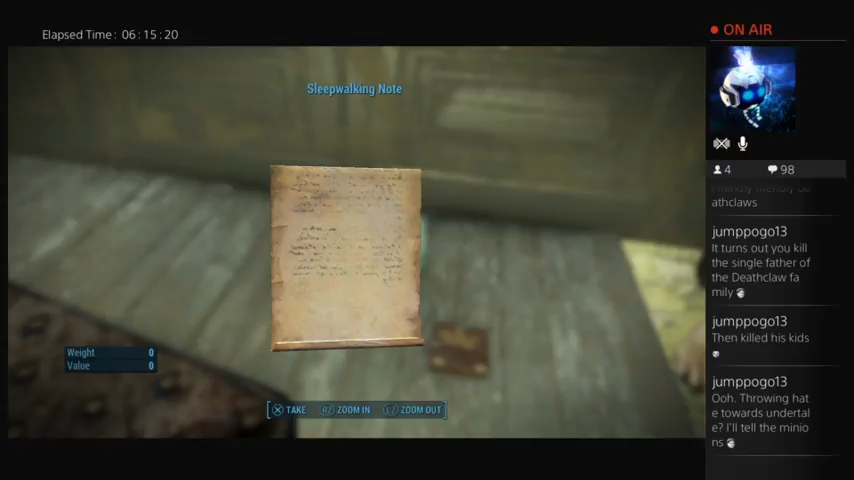 Elapsed Time: 06:15:20
ON AIR
Sleepwalking Note
4
98
athclaws
jumppogo13
It turns out you kill
the single father of
the Deathclaw fa
mily
jumppogo13
Then killed his kids
jumppogo13
Ooh. Throwing hat
e towards undertal
e? I'll tell the minio
ns
Weight 0
Value 0
TAKE
R2 ZOOM IN
L2 ZOOM OUT